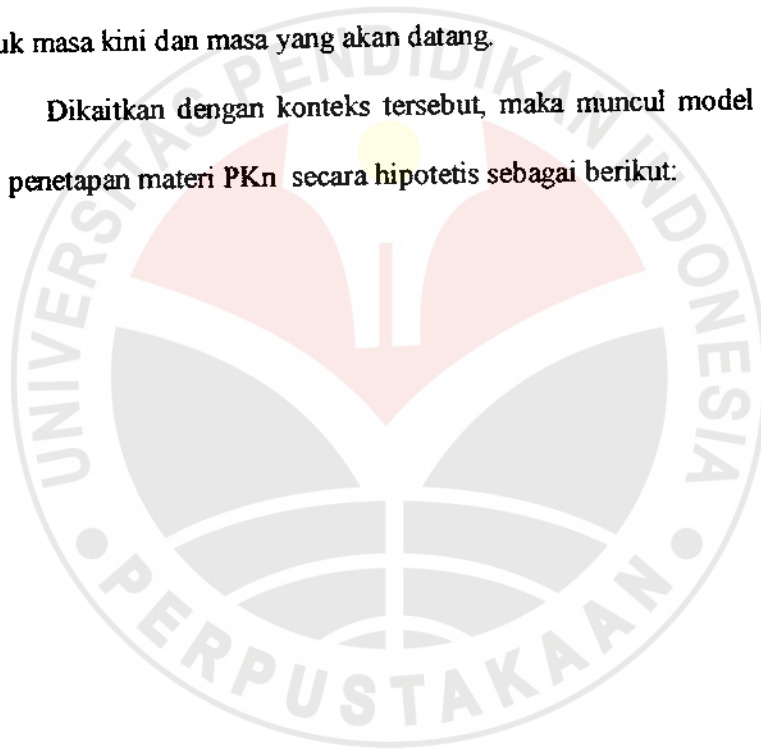 uk masa kini dan masa yang akan datang.
Dikaitkan dengan konteks tersebut, maka muncul model
penetapan materi PKn secara hipotetis sebagai berikut:
UNIVERSITAS PENDIDIKAN INDONESIA
PERPUSTAKAAN